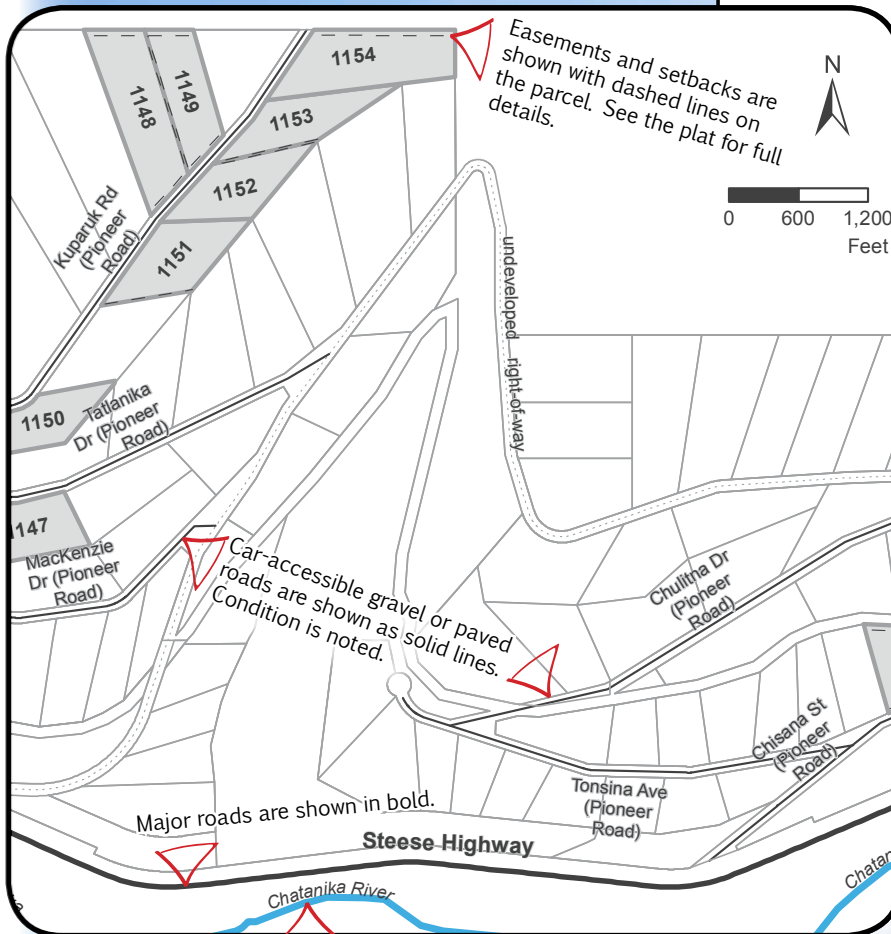 Easements and setbacks are
shown with dashed lines on
the parcel. See the plat for full
details.
N
0 600 1,200
Feet
1154
1149
1148
1153
1152
1151
Kuparuk Rd
(Pioneer
Road)
undeveloped right-of-way
1150
Tatlanika
Dr (Pioneer
Road)
1147
MacKenzie
Dr (Pioneer
Road)
Car-accessible gravel or paved
roads are shown as solid lines.
Condition is noted.
Chulitna Dr
(Pioneer
Road)
Chisana St
(Pioneer
Road)
Tonsina Ave
(Pioneer
Road)
Major roads are shown in bold.
Steese Highway
Chatanika River
Chatan